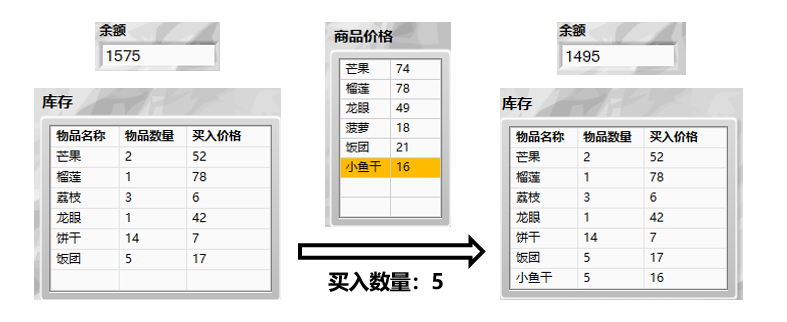 余额
1575
库存
物品名称 物品数量 买入价格
芒果 2 52
榴莲 1 78
荔枝 3 6
龙眼 1 42
饼干 14 7
饭团 5 17
商品价格
芒果 74
榴莲 78
龙眼 49
菠萝 18
饭团 21
小鱼干 16
买入数量：5
余额
1495
库存
物品名称 物品数量 买入价格
芒果 2 52
榴莲 1 78
荔枝 3 6
龙眼 1 42
饼干 14 7
饭团 5 17
小鱼干 5 16